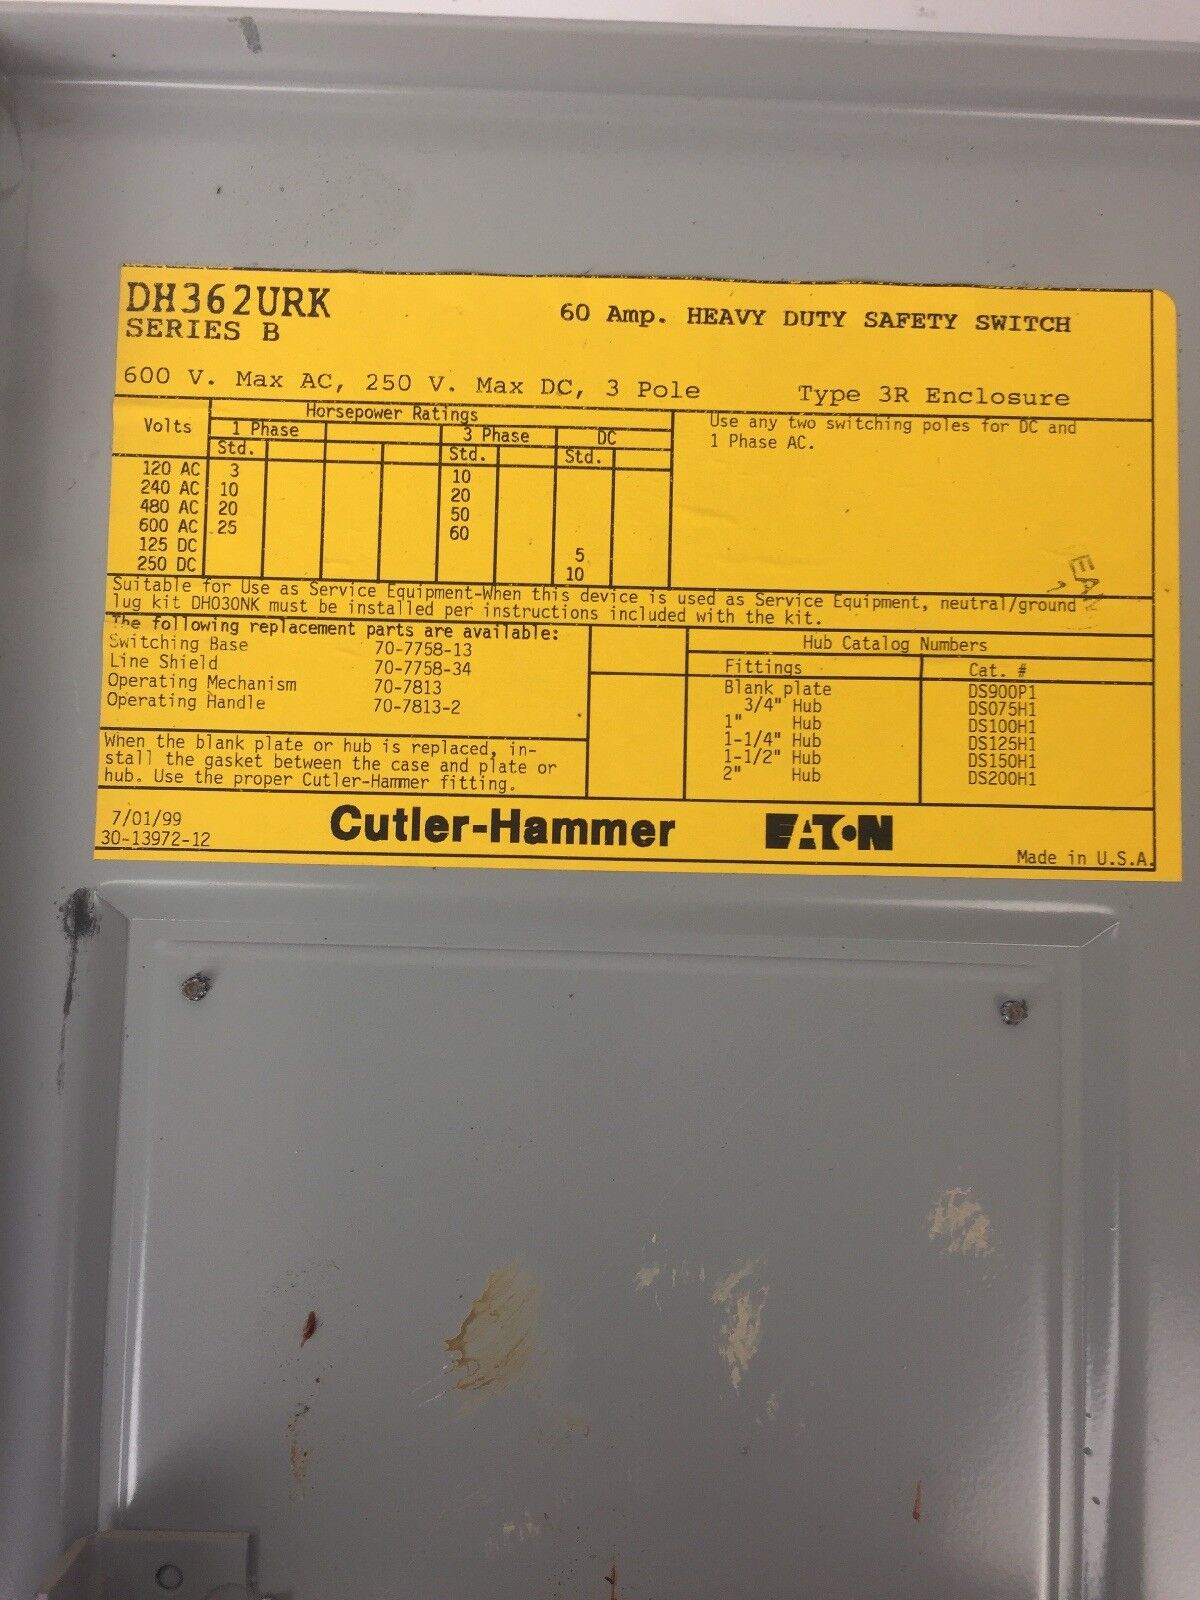 DH362URK
SERIES B
60 Amp. HEAVY DUTY SAFETY SWITCH
600 V. Max AC, 250 V. Max DC, 3 Pole
Type 3R Enclosure
Volts
Horsepower Ratings
1 Phase 3 Phase DC
Std. Std. Std.
120 AC 3 10
240 AC 10 20
480 AC 20 50
600 AC 25 60
125 DC 5
250 DC 10
Use any two switching poles for DC and
1 Phase AC.
Suitable for Use as Service Equipment-When this device is used as Service Equipment, neutral/ground
lug kit DH030NK must be installed per instructions included with the kit.
The following replacement parts are available:
Switching Base 70-7758-13
Line Shield 70-7758-34
Operating Mechanism 70-7813
Operating Handle 70-7813-2
When the blank plate or hub is replaced, in-
stall the gasket between the case and plate or
hub. Use the proper Cutler-Hammer fitting.
Hub Catalog Numbers
Fittings Cat. #
Blank plate DS900P1
3/4" Hub DS075H1
1" Hub DS100H1
1-1/4" Hub DS125H1
1-1/2" Hub DS150H1
2" Hub DS200H1
7/01/99
30-13972-12
Cutler-Hammer
EATON
Made in U.S.A.